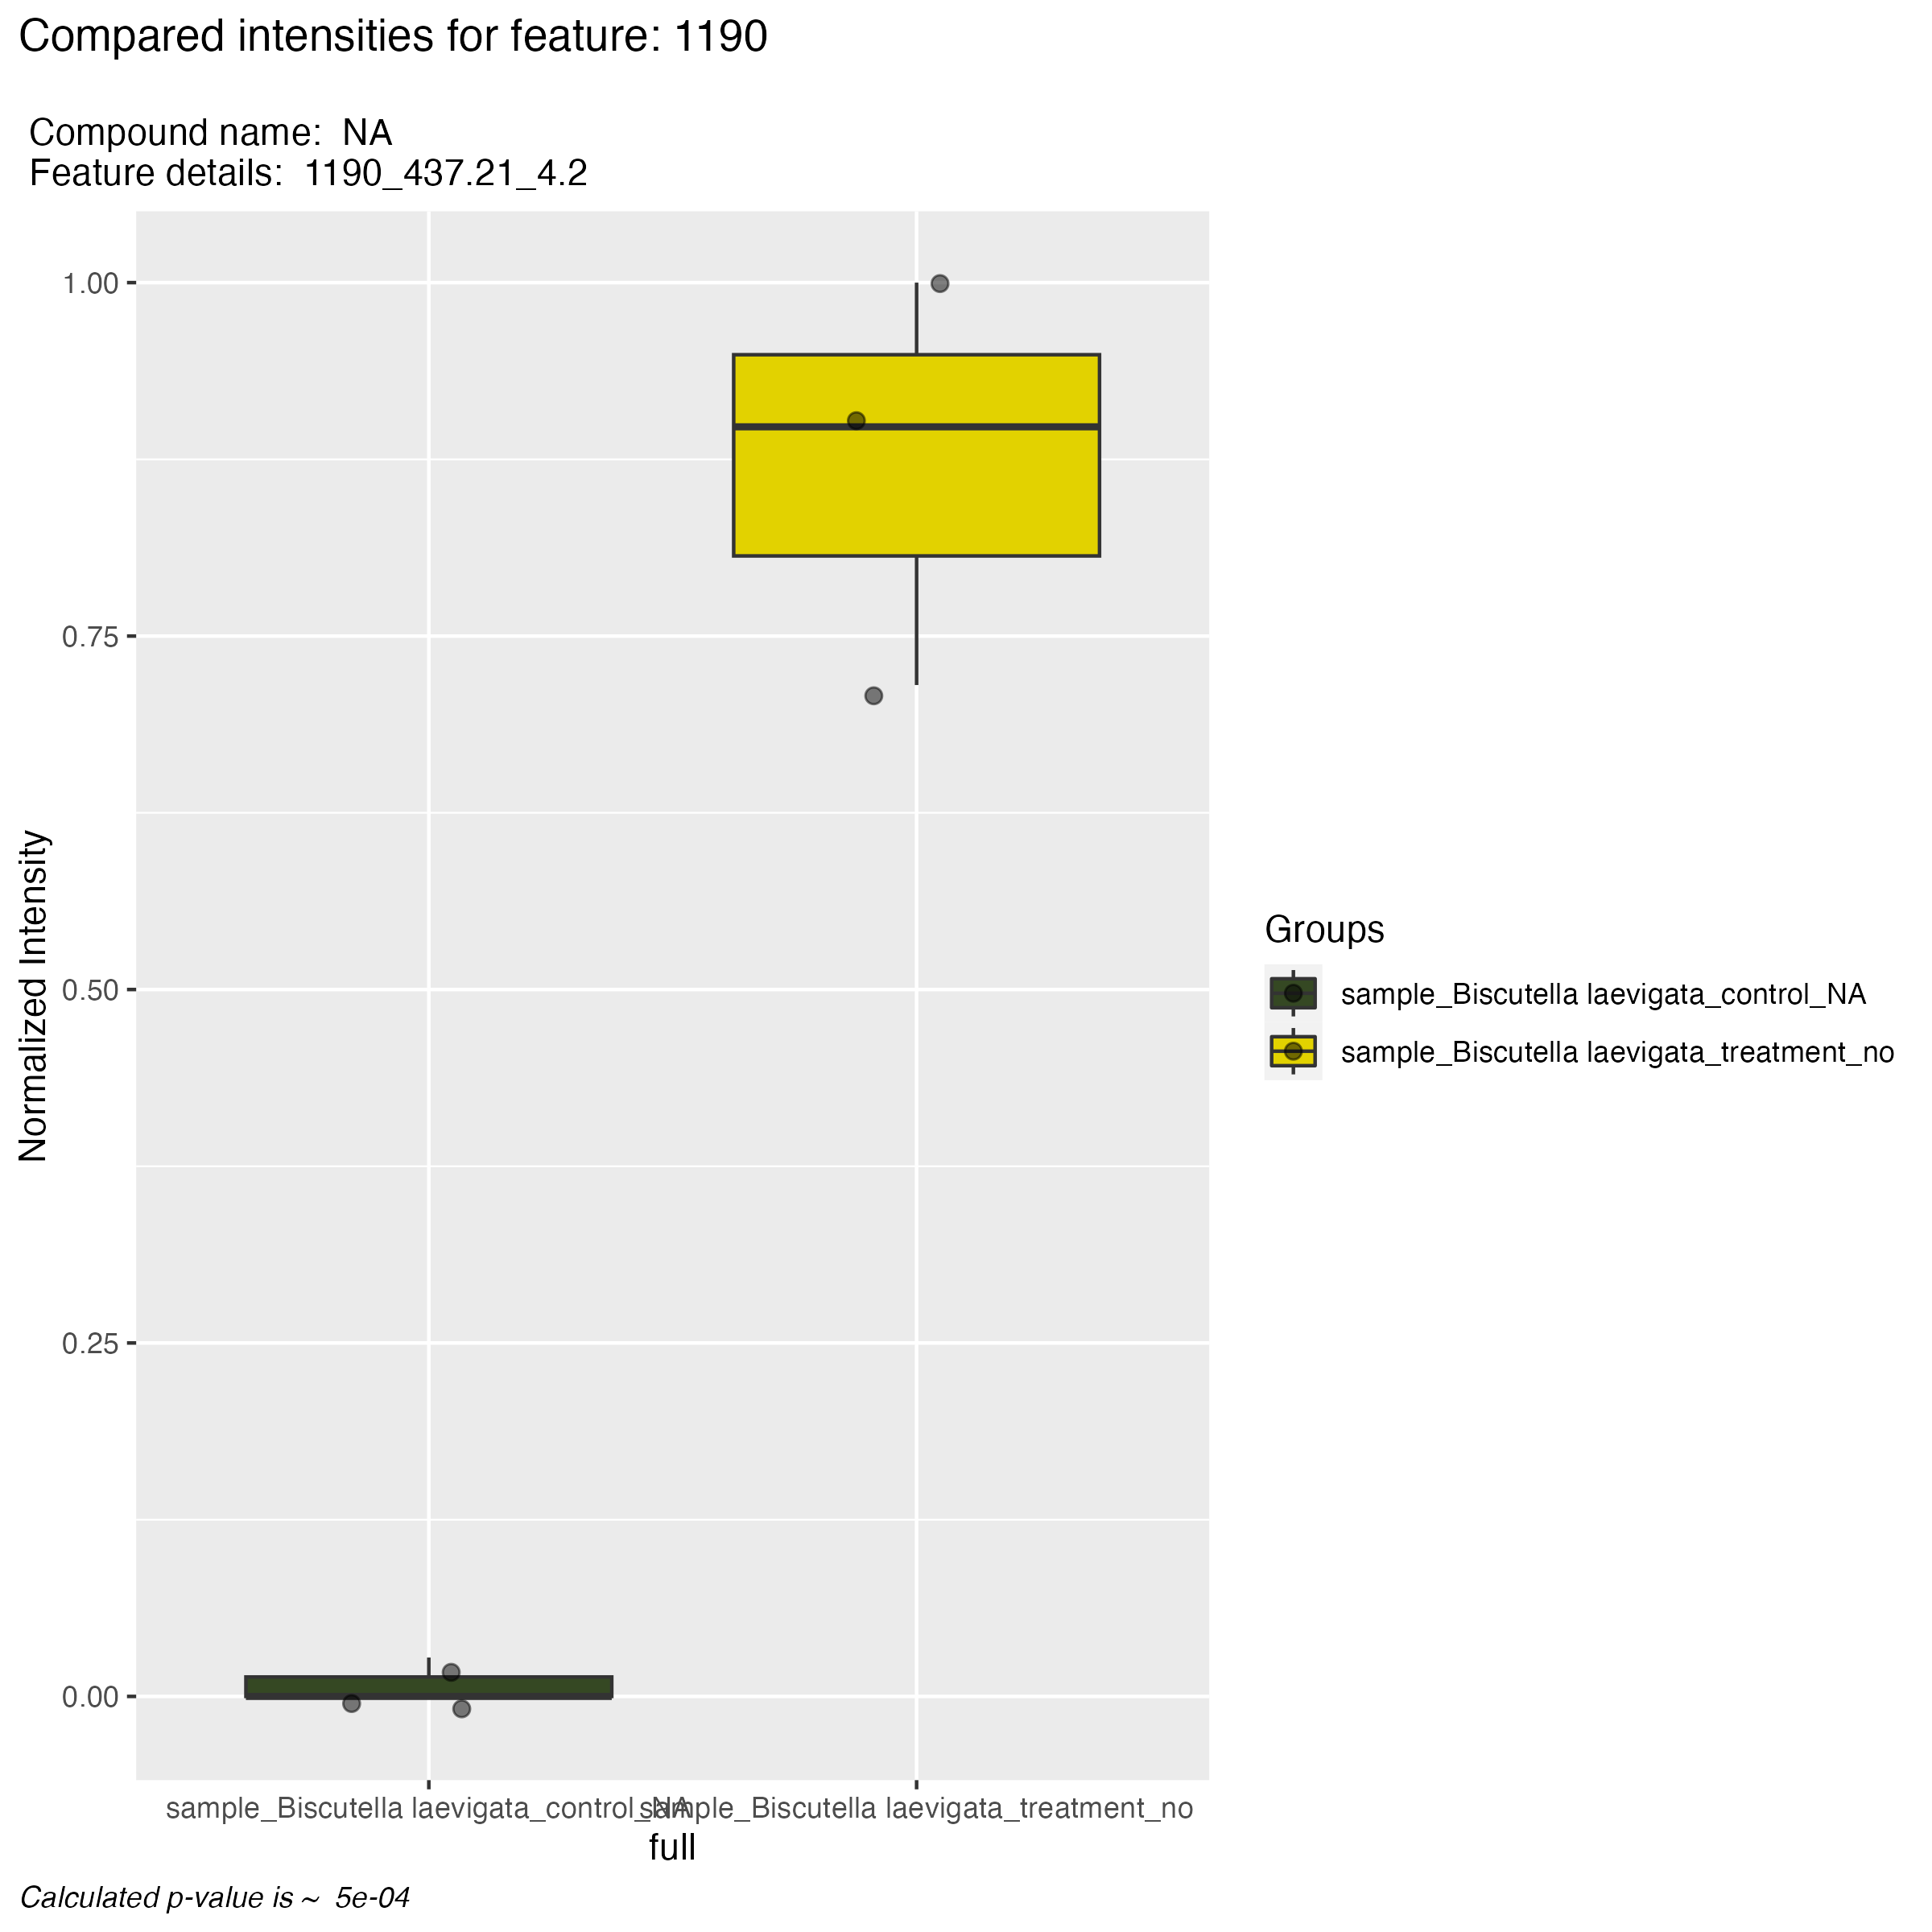 Compared intensities for feature: 1190
Compound name: NA
Feature details: 1190_437.21_4.2
Normalized Intensity
1.00
0.75
0.50
0.25
0.00
sample_Biscutella laevigata_control_NA
sample_Biscutella laevigata_treatment_no
full
Groups
sample_Biscutella laevigata_control_NA
sample_Biscutella laevigata_treatment_no
Calculated p-value is ~ 5e-04